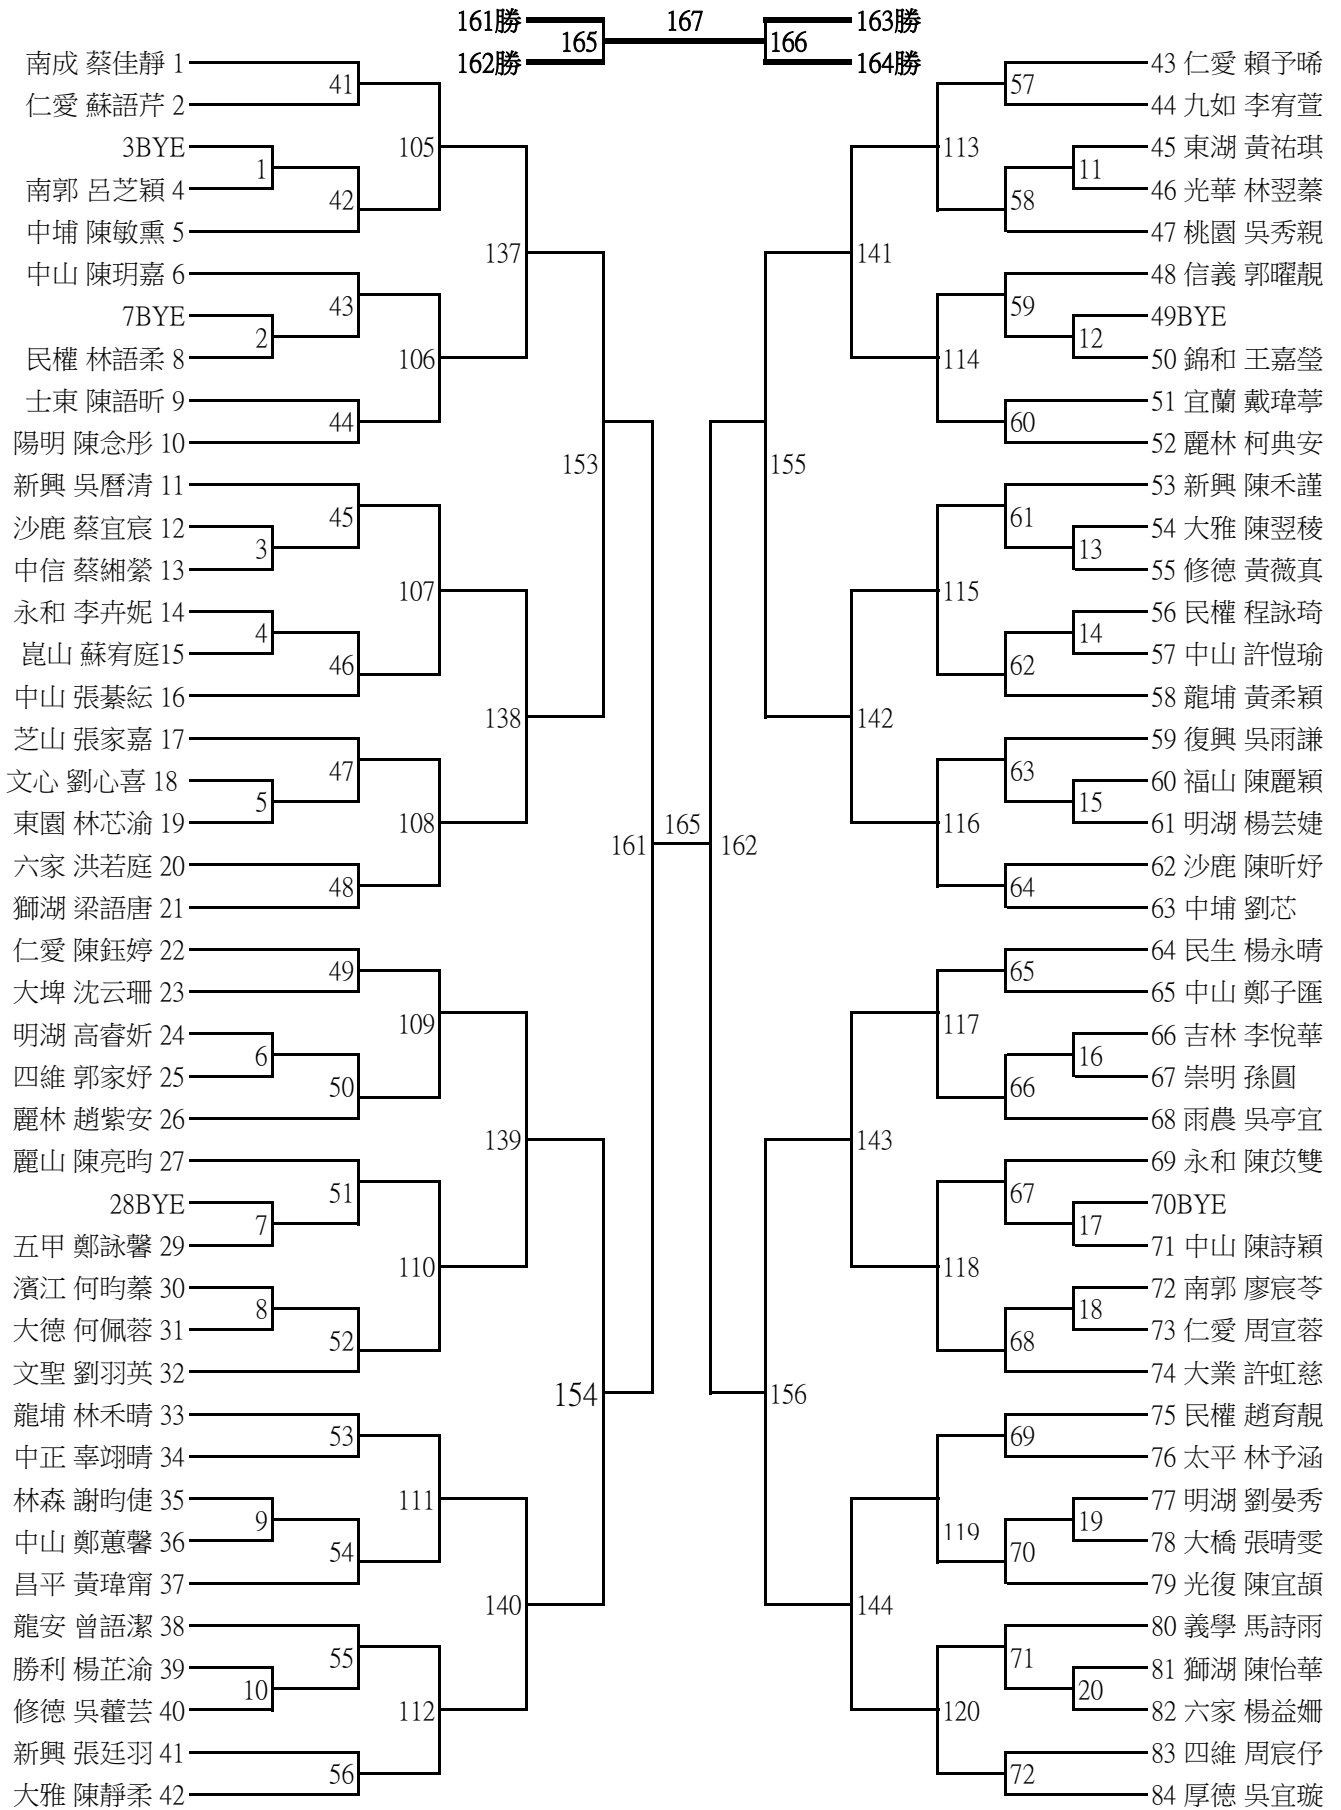 161勝 167 163勝
165 166
162勝 164勝
南成 蔡佳靜 1
仁愛 蘇語芹 2
3BYE
南郭 呂芝穎 4
中埔 陳敏熏 5
中山 陳玥嘉 6
7BYE
民權 林語柔 8
士東 陳語昕 9
陽明 陳念彤 10
新興 吳曆清 11
沙鹿 蔡宜宸 12
中信 蔡緗縈 13
永和 李卉妮 14
崑山 蘇宥庭15
中山 張綦紜 16
芝山 張家嘉 17
文心 劉心喜 18
東園 林芯渝 19
六家 洪若庭 20
獅湖 梁語唐 21
仁愛 陳鈺婷 22
大埤 沈云珊 23
明湖 高睿妡 24
四維 郭家妤 25
麗林 趙紫安 26
麗山 陳亮昀 27
28BYE
五甲 鄭詠馨 29
濱江 何昀蓁 30
大德 何佩蓉 31
文聖 劉羽英 32
龍埔 林禾晴 33
中正 辜翊晴 34
林森 謝昀倢 35
中山 鄭蕙馨 36
昌平 黃瑋甯 37
龍安 曾語潔 38
勝利 楊芷渝 39
修德 吳藿芸 40
新興 張廷羽 41
大雅 陳靜柔 42
1
2
3
4
5
6
7
8
9
10
41
42
43
44
45
46
47
48
49
50
51
52
53
54
55
56
105
106
107
108
109
110
111
112
137
138
139
140
153
154
161
165
162
155
156
141
142
143
144
113
114
115
116
117
118
119
120
57
58
59
60
61
62
63
64
65
66
67
68
69
70
71
72
11
12
13
14
15
16
17
18
19
20
43 仁愛 賴予晞
44 九如 李宥萱
45 東湖 黃祐琪
46 光華 林翌蓁
47 桃園 吳秀親
48 信義 郭曜靚
49BYE
50 錦和 王嘉瑩
51 宜蘭 戴瑋葶
52 麗林 柯典安
53 新興 陳禾謹
54 大雅 陳翌稜
55 修德 黃薇真
56 民權 程詠琦
57 中山 許愷瑜
58 龍埔 黃柔穎
59 復興 吳雨謙
60 福山 陳麗穎
61 明湖 楊芸婕
62 沙鹿 陳昕妤
63 中埔 劉芯
64 民生 楊永晴
65 中山 鄭子匯
66 吉林 李悅華
67 崇明 孫圓
68 雨農 吳亭宜
69 永和 陳苡雙
70BYE
71 中山 陳詩穎
72 南郭 廖宸苓
73 仁愛 周宣蓉
74 大業 許虹慈
75 民權 趙育靚
76 太平 林予涵
77 明湖 劉晏秀
78 大橋 張晴雯
79 光復 陳宜頡
80 義學 馬詩雨
81 獅湖 陳怡華
82 六家 楊益姍
83 四維 周宸伃
84 厚德 吳宜璇